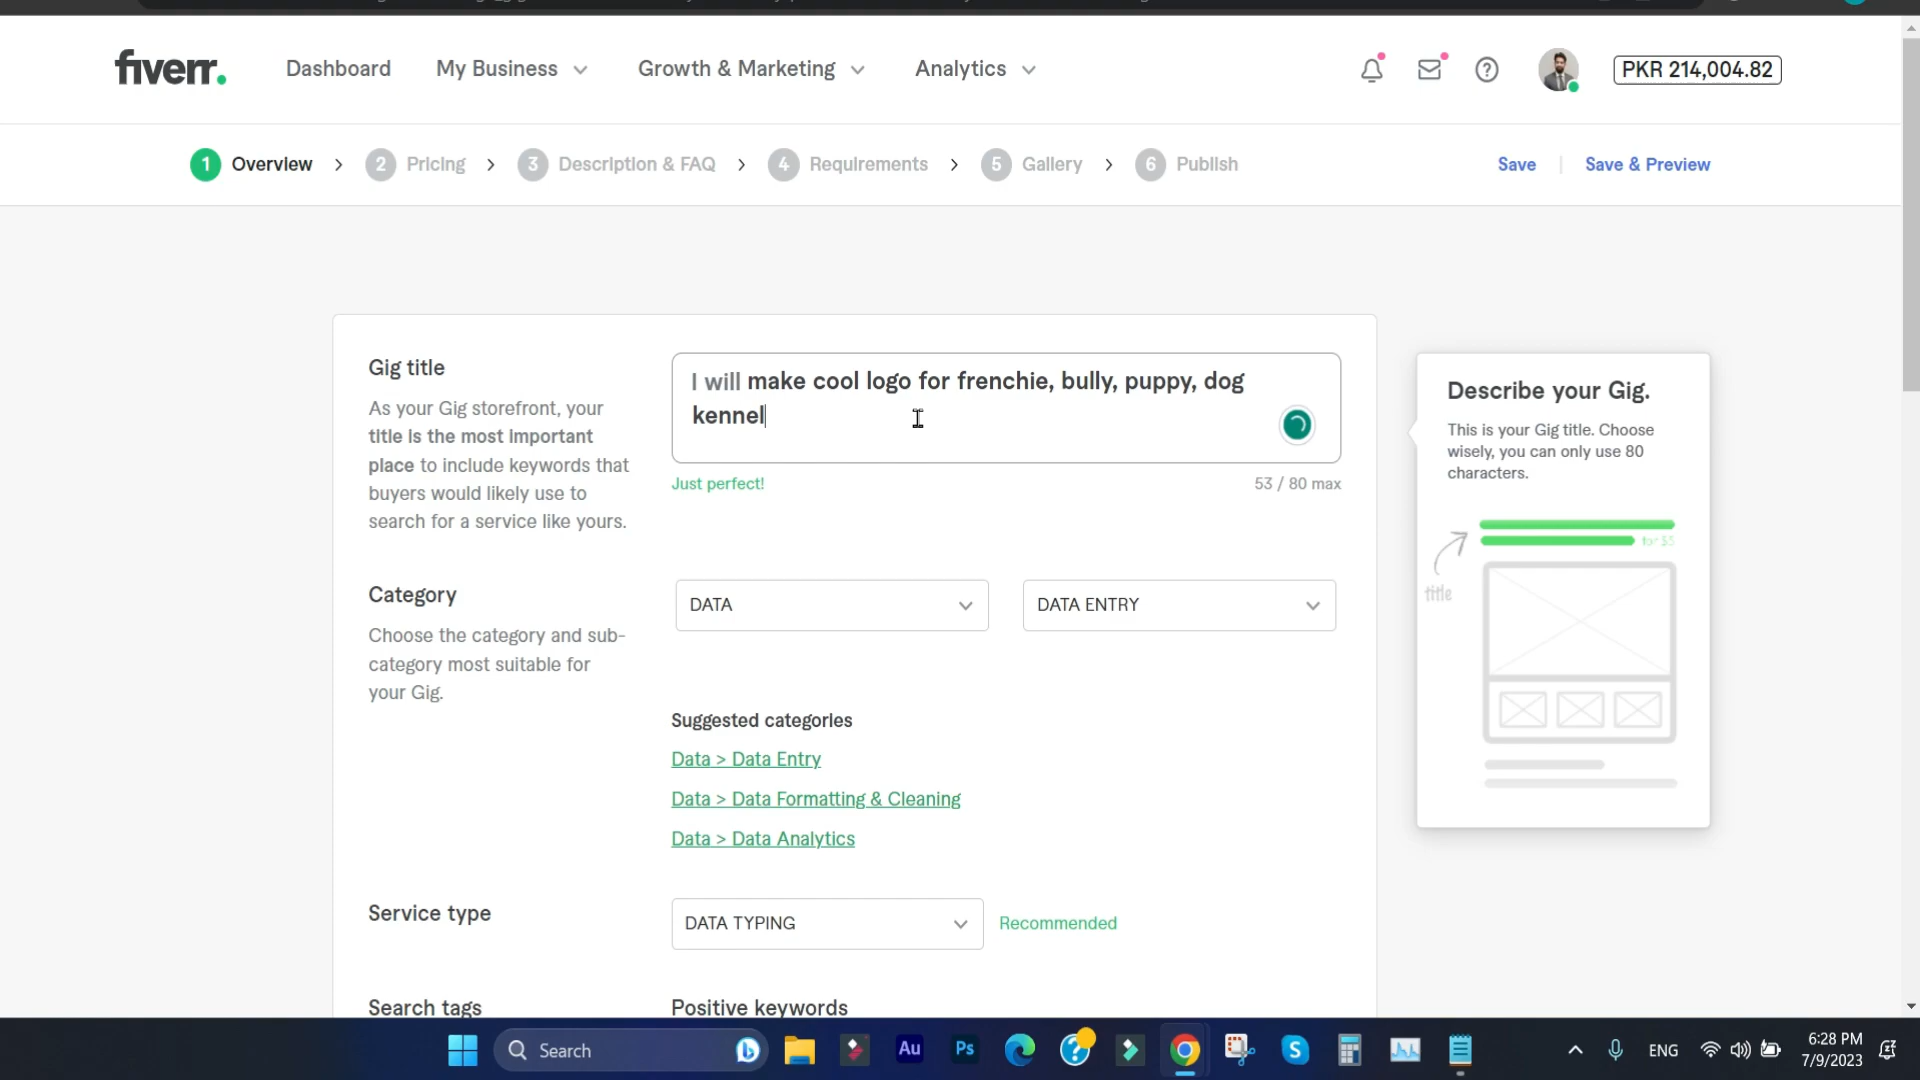 fiverr.
Dashboard
My Business
Growth & Marketing
Analytics
PKR 214,004.82
1 Overview
2 Pricing
3 Description & FAQ
4 Requirements
5 Gallery
6 Publish
Save
Save & Preview
Gig title
As your Gig storefront, your
title is the most important
place to include keywords that
buyers would likely use to
search for a service like yours.
I will make cool logo for frenchie, bully, puppy, dog
kennel
Just perfect!
53 / 80 max
Describe your Gig.
This is your Gig title. Choose
wisely, you can only use 80
characters.
for $5
title
Category
Choose the category and sub-
category most suitable for
your Gig.
DATA
DATA ENTRY
Suggested categories
Data > Data Entry
Data > Data Formatting & Cleaning
Data > Data Analytics
Service type
DATA TYPING
Recommended
Search tags
Positive keywords
Search
Au
Ps
ENG
6:28 PM
7/9/2023